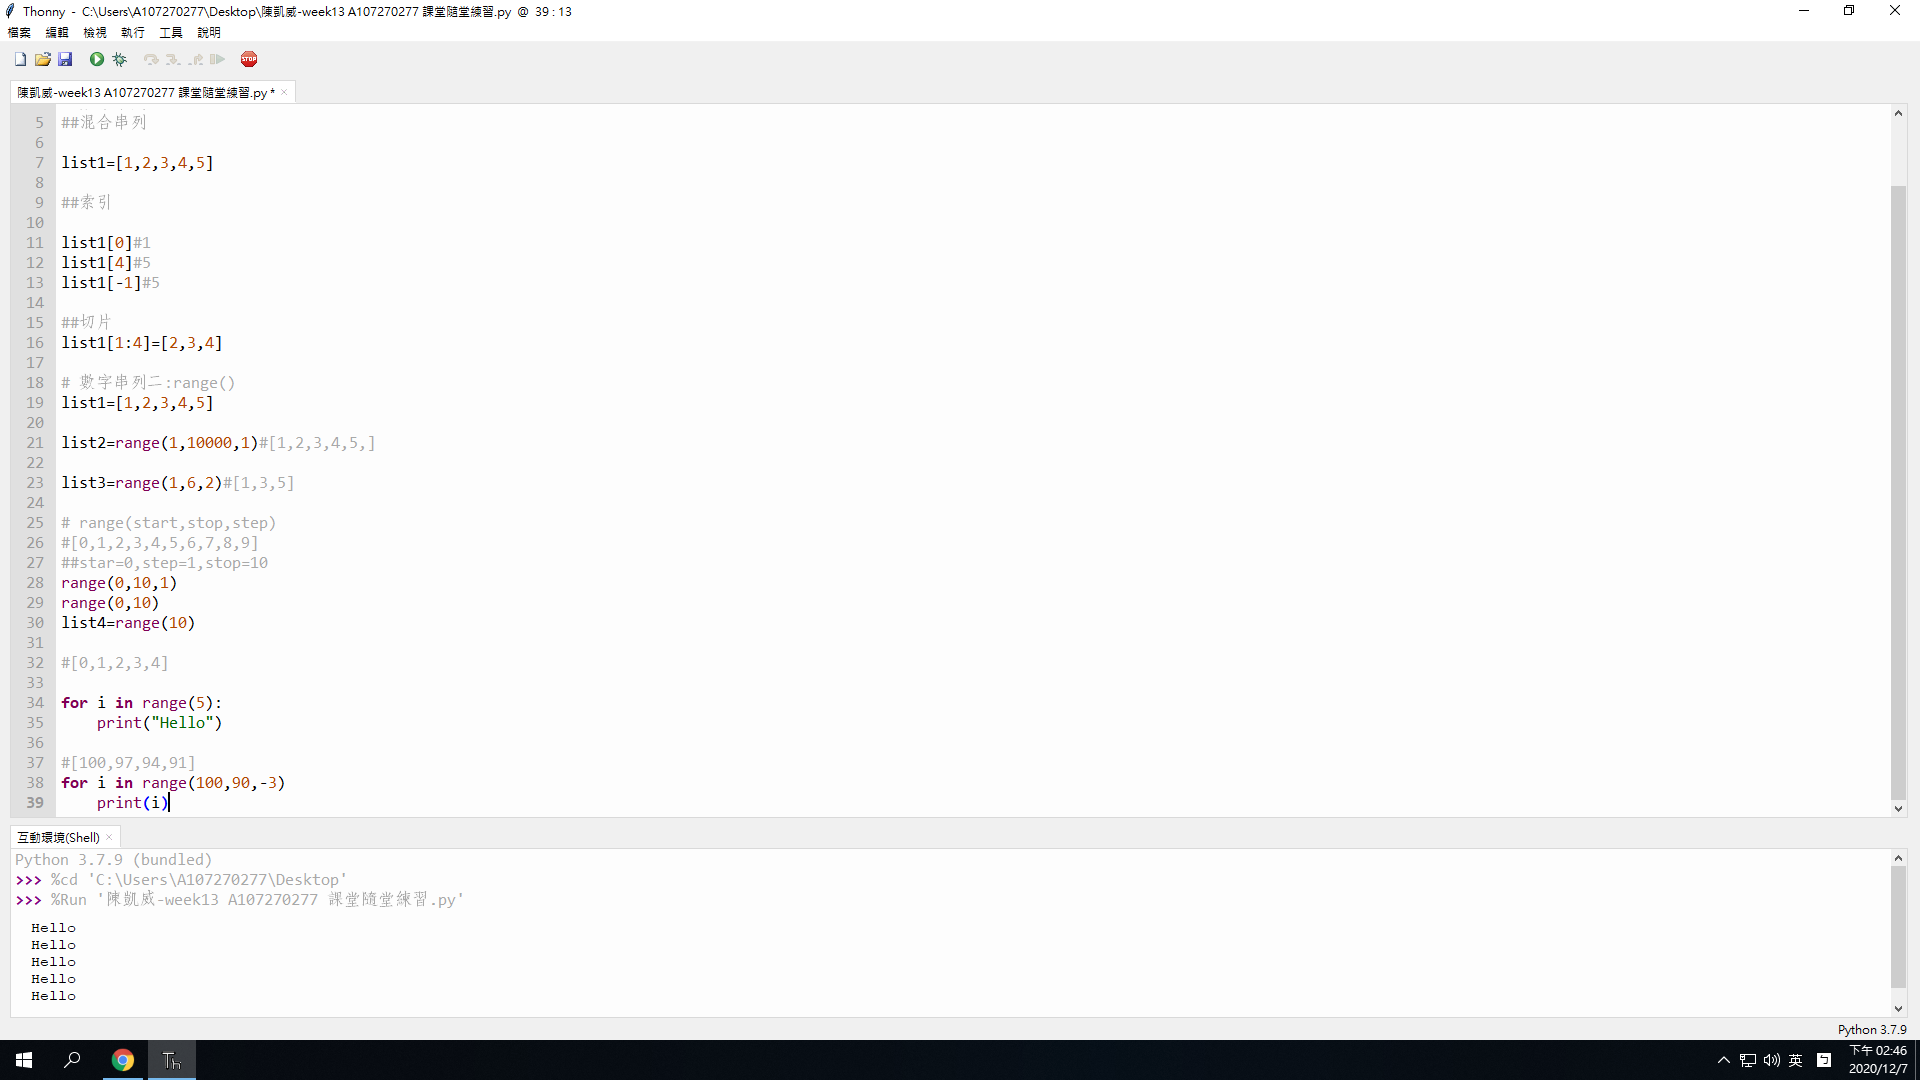 Thonny - C:\Users\A107270277\Desktop\陳凱威-week13 A107270277 課堂隨堂練習.py @ 39 : 13
檔案 編輯 檢視 執行 工具 說明
STOP
陳凱威-week13 A107270277 課堂隨堂練習.py * ×
5 ##混合串列
6
7 list1=[1,2,3,4,5]
8
9 ##索引
10
11 list1[0]#1
12 list1[4]#5
13 list1[-1]#5
14
15 ##切片
16 list1[1:4]=[2,3,4]
17
18 # 數字串列二:range()
19 list1=[1,2,3,4,5]
20
21 list2=range(1,10000,1)#[1,2,3,4,5,]
22
23 list3=range(1,6,2)#[1,3,5]
24
25 # range(start,stop,step)
26 #[0,1,2,3,4,5,6,7,8,9]
27 ##star=0,step=1,stop=10
28 range(0,10,1)
29 range(0,10)
30 list4=range(10)
31
32 #[0,1,2,3,4]
33
34 for i in range(5):
35     print("Hello")
36
37 #[100,97,94,91]
38 for i in range(100,90,-3)
39     print(i)
互動環境(Shell) ×
Python 3.7.9 (bundled)
>>> %cd 'C:\Users\A107270277\Desktop'
>>> %Run '陳凱威-week13 A107270277 課堂隨堂練習.py'
Hello
Hello
Hello
Hello
Hello
Python 3.7.9
Th
英
下午 02:46
2020/12/7